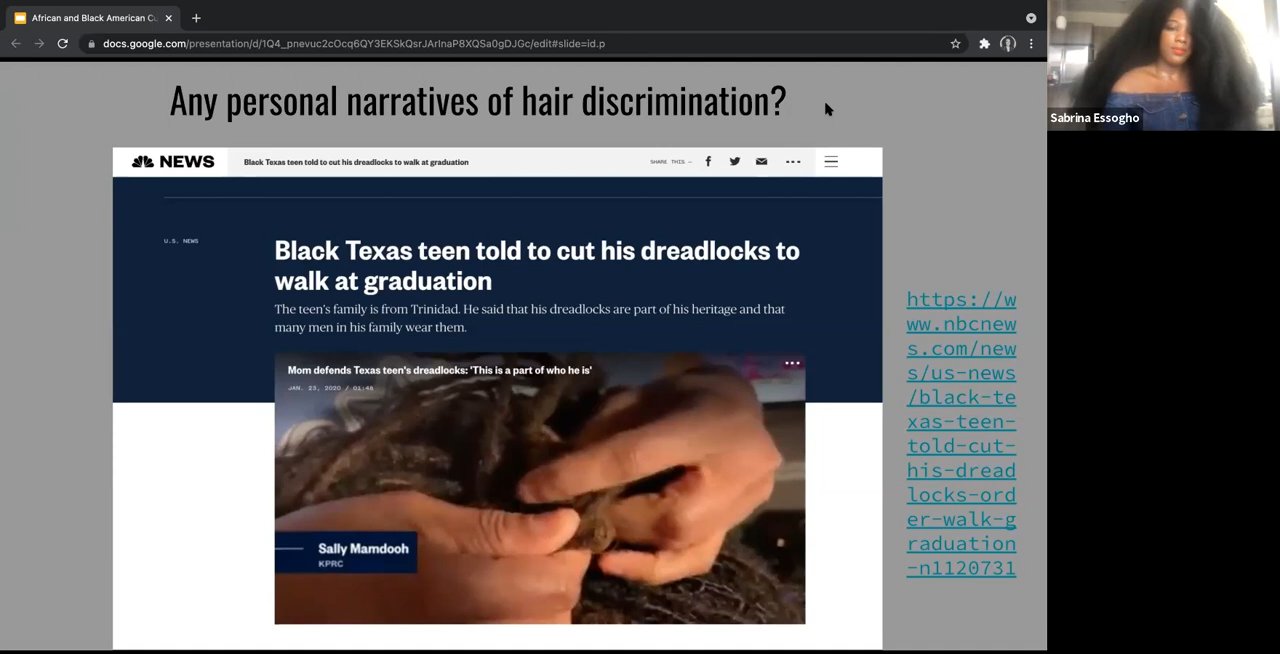 African and Black American Cu
docs.google.com/presentation/d/1Q4_pnevuc2cOcq6QY3EKSkQsrJArInaP8XQSa0gDJGc/edit#slide=id.p
Sabrina Essogho
Any personal narratives of hair discrimination?
NEWS
Black Texas teen told to cut his dreadlocks to walk at graduation
SHARE THIS —
U.S. NEWS
Black Texas teen told to cut his dreadlocks to
walk at graduation
The teen's family is from Trinidad. He said that his dreadlocks are part of his heritage and that
many men in his family wear them.
Mom defends Texas teen's dreadlocks: 'This is a part of who he is'
JAN. 23, 2020 / 01:46
Sally Mamdooh
KPRC
https://w
ww.nbcnew
s.com/new
s/us-news
/black-te
xas-teen-
told-cut-
his-dread
locks-ord
er-walk-g
raduation
-n1120731